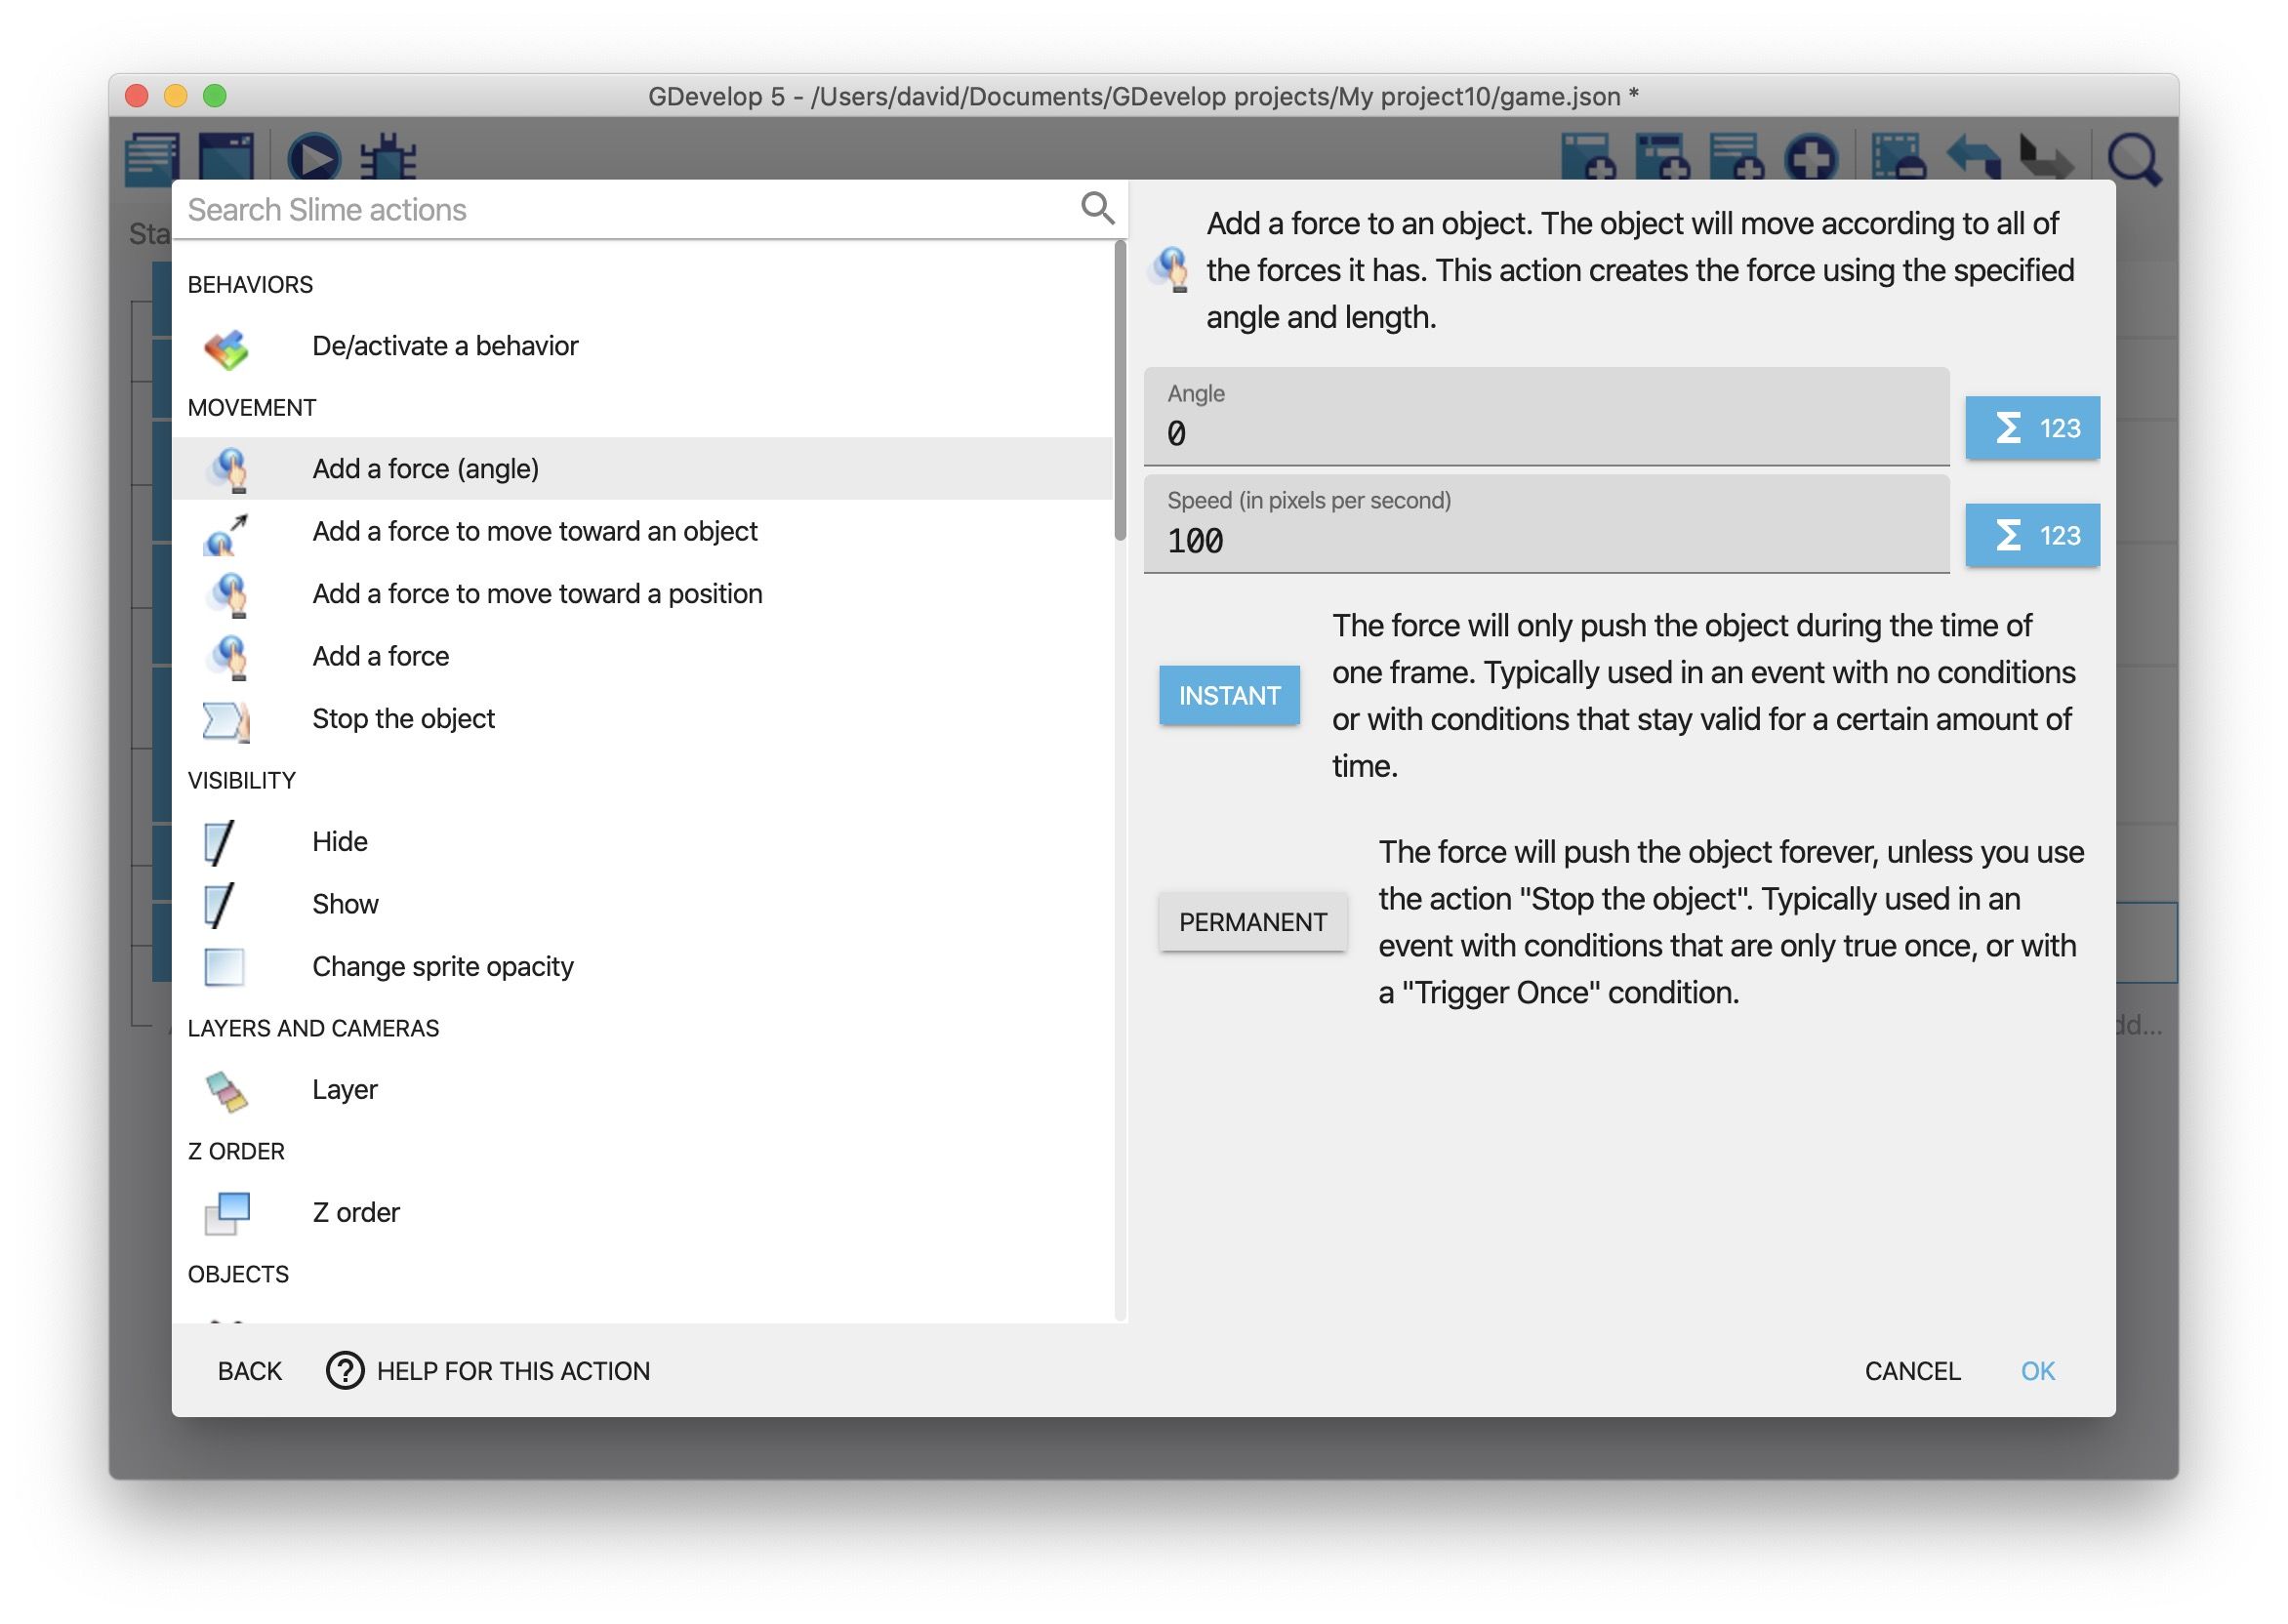 GDevelop 5 - /Users/david/Documents/GDevelop projects/My project10/game.json *
Sta
Search Slime actions
BEHAVIORS
De/activate a behavior
MOVEMENT
Add a force (angle)
Add a force to move toward an object
Add a force to move toward a position
Add a force
Stop the object
VISIBILITY
Hide
Show
Change sprite opacity
LAYERS AND CAMERAS
Layer
Z ORDER
Z order
OBJECTS
BACK
HELP FOR THIS ACTION
Add a force to an object. The object will move according to all of
the forces it has. This action creates the force using the specified
angle and length.
Angle
0
Σ 123
Speed (in pixels per second)
100
Σ 123
INSTANT
The force will only push the object during the time of
one frame. Typically used in an event with no conditions
or with conditions that stay valid for a certain amount of
time.
PERMANENT
The force will push the object forever, unless you use
the action "Stop the object". Typically used in an
event with conditions that are only true once, or with
a "Trigger Once" condition.
dd...
CANCEL
OK